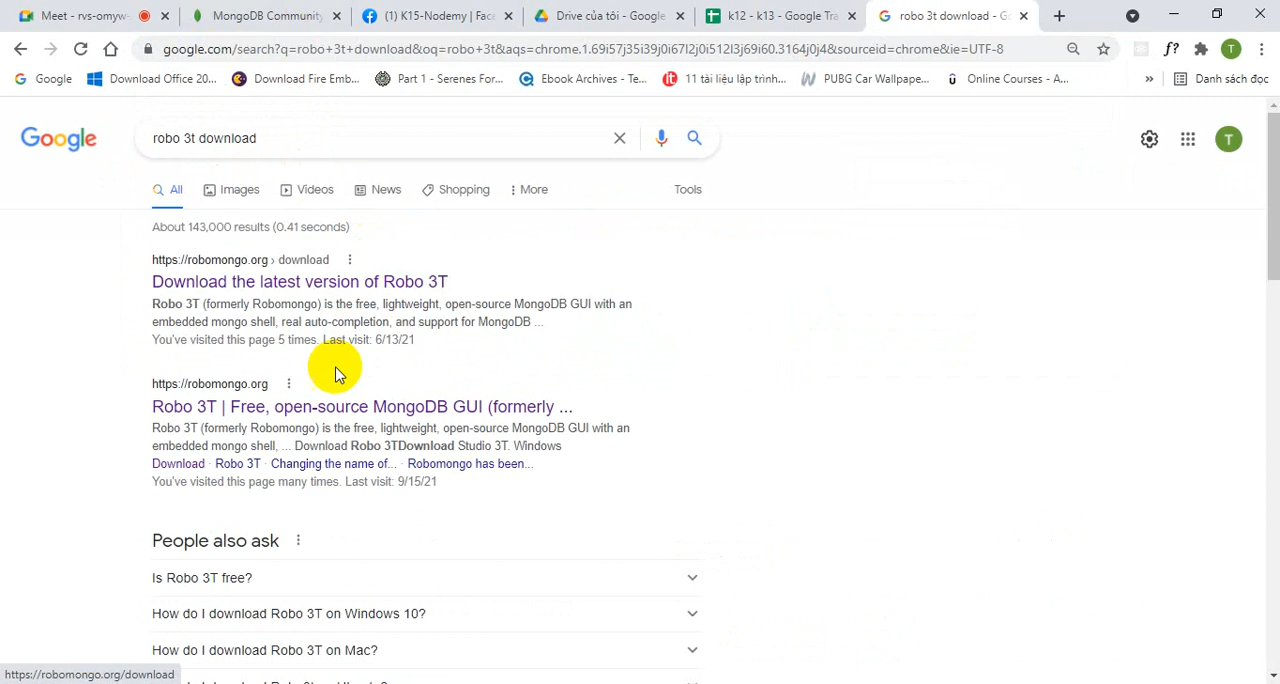 Meet - rvs-omyw-
MongoDB Community
(1) K15-Nodemy | Face
Drive của tôi - Google
k12 - k13 - Google Tra
robo 3t download - G
google.com/search?q=robo+3t+download&oq=robo+3t&aqs=chrome.1.69i57j35i39j0i67l2j0i512l3j69i60.3164j0j4&sourceid=chrome&ie=UTF-8
f?
T
Google
Download Office 20...
Download Fire Emb...
Part 1 - Serenes For...
Ebook Archives - Te...
11 tài liệu lập trình...
PUBG Car Wallpape...
Online Courses - A...
»
Danh sách đọc
Google
robo 3t download
T
All
Images
Videos
News
Shopping
More
Tools
About 143,000 results (0.41 seconds)
https://robomongo.org › download
Download the latest version of Robo 3T
Robo 3T (formerly Robomongo) is the free, lightweight, open-source MongoDB GUI with an
embedded mongo shell, real auto-completion, and support for MongoDB ...
You've visited this page 5 times. Last visit: 6/13/21
https://robomongo.org
Robo 3T | Free, open-source MongoDB GUI (formerly ...
Robo 3T (formerly Robomongo) is the free, lightweight, open-source MongoDB GUI with an
embedded mongo shell, ... Download Robo 3TDownload Studio 3T. Windows
Download · Robo 3T · Changing the name of... · Robomongo has been...
You've visited this page many times. Last visit: 9/15/21
People also ask
Is Robo 3T free?
How do I download Robo 3T on Windows 10?
How do I download Robo 3T on Mac?
https://robomongo.org/download